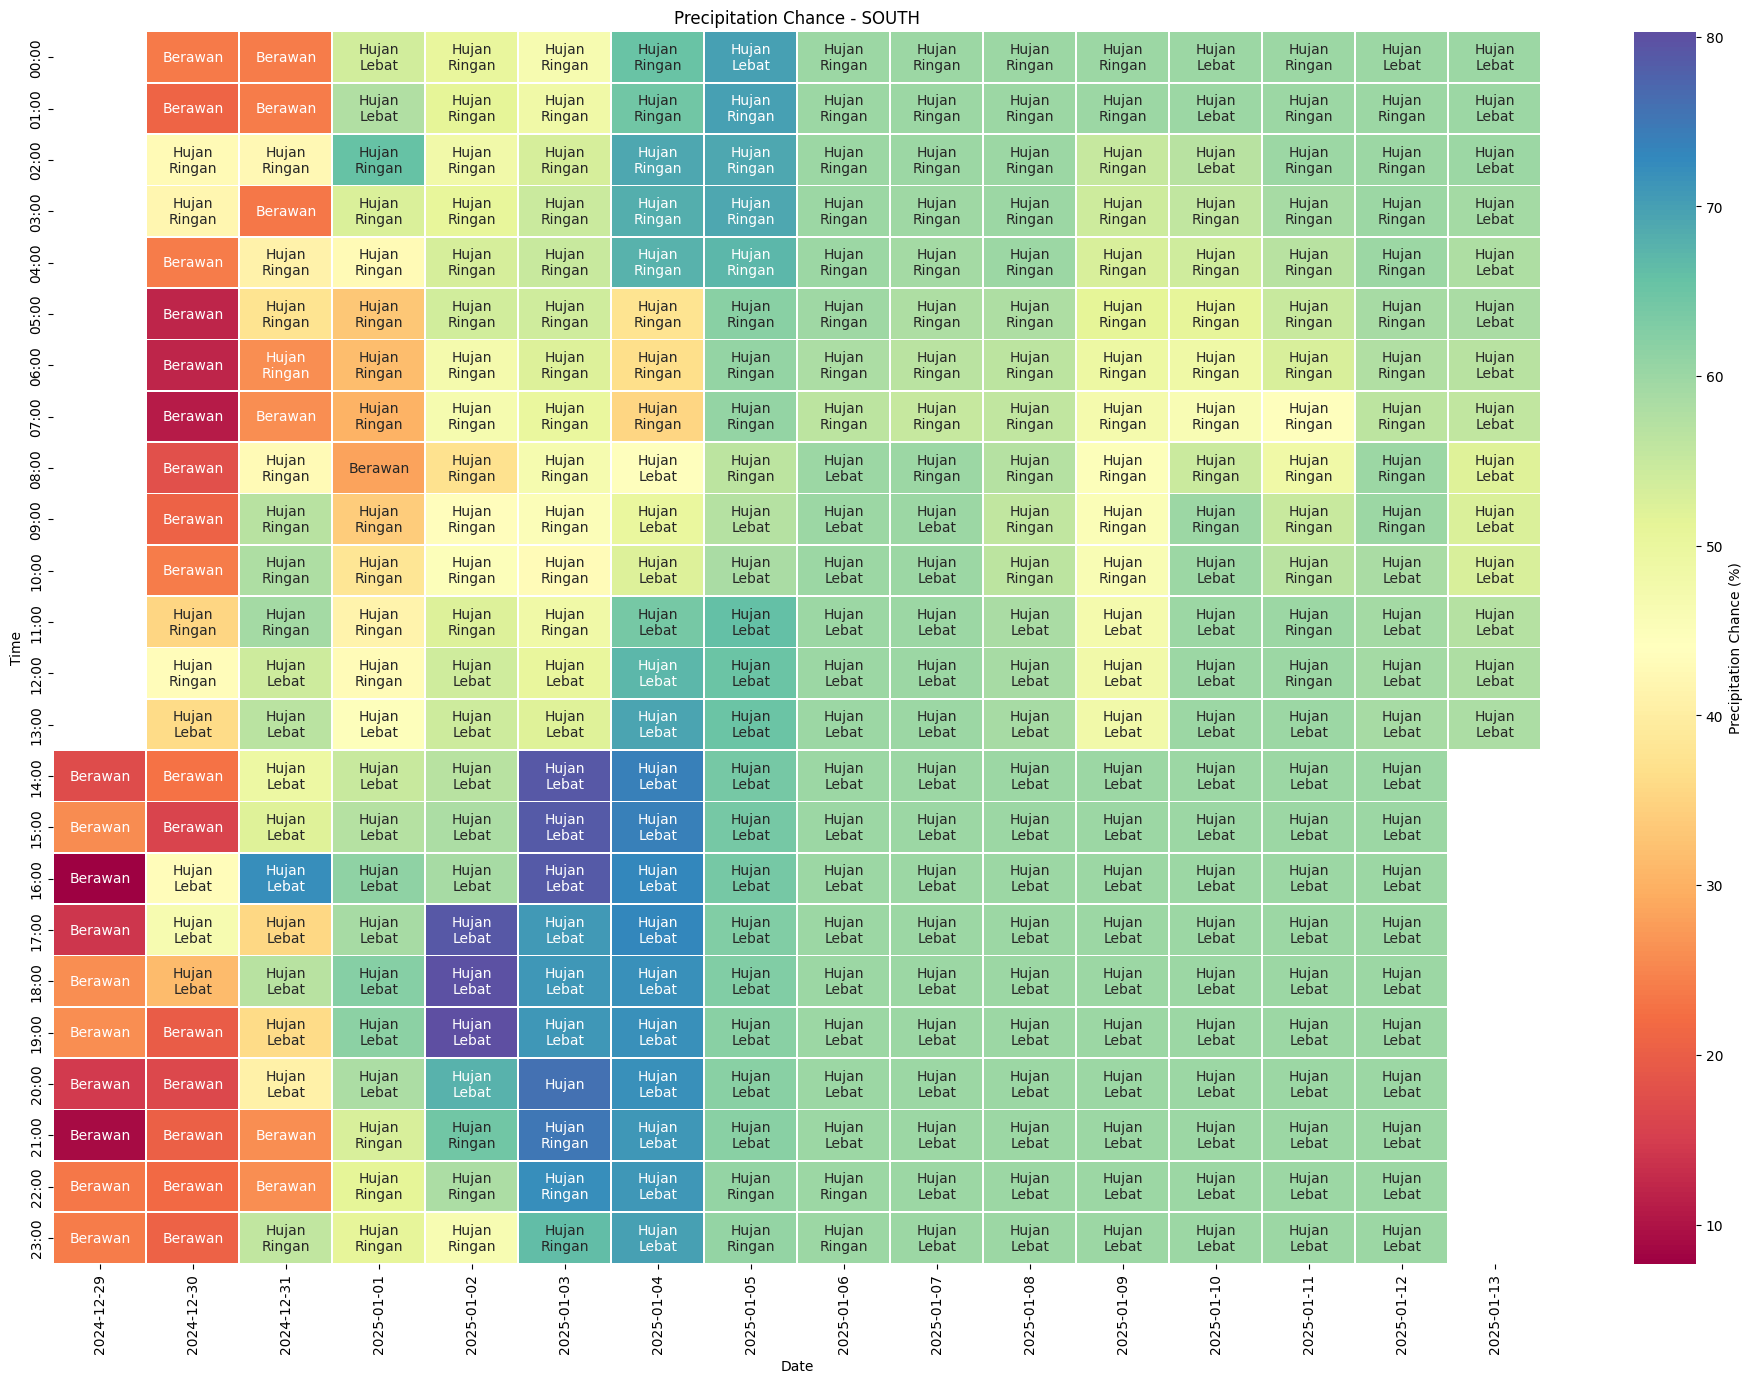 Precipitation Chance - SOUTH
00:00 Berawan Berawan Hujan Lebat Hujan Ringan Hujan Ringan Hujan Ringan Hujan Lebat Hujan Ringan Hujan Ringan Hujan Ringan Hujan Ringan Hujan Lebat Hujan Ringan Hujan Lebat Hujan Lebat
01:00 Berawan Berawan Hujan Lebat Hujan Ringan Hujan Ringan Hujan Ringan Hujan Ringan Hujan Ringan Hujan Ringan Hujan Ringan Hujan Ringan Hujan Lebat Hujan Ringan Hujan Ringan Hujan Lebat
02:00 Hujan Ringan Hujan Ringan Hujan Ringan Hujan Ringan Hujan Ringan Hujan Ringan Hujan Ringan Hujan Ringan Hujan Ringan Hujan Ringan Hujan Ringan Hujan Lebat Hujan Ringan Hujan Ringan Hujan Lebat
03:00 Hujan Ringan Berawan Hujan Ringan Hujan Ringan Hujan Ringan Hujan Ringan Hujan Ringan Hujan Ringan Hujan Ringan Hujan Ringan Hujan Ringan Hujan Ringan Hujan Ringan Hujan Ringan Hujan Lebat
04:00 Berawan Hujan Ringan Hujan Ringan Hujan Ringan Hujan Ringan Hujan Ringan Hujan Ringan Hujan Ringan Hujan Ringan Hujan Ringan Hujan Ringan Hujan Ringan Hujan Ringan Hujan Ringan Hujan Lebat
05:00 Berawan Hujan Ringan Hujan Ringan Hujan Ringan Hujan Ringan Hujan Ringan Hujan Ringan Hujan Ringan Hujan Ringan Hujan Ringan Hujan Ringan Hujan Ringan Hujan Ringan Hujan Ringan Hujan Lebat
06:00 Berawan Hujan Ringan Hujan Ringan Hujan Ringan Hujan Ringan Hujan Ringan Hujan Ringan Hujan Ringan Hujan Ringan Hujan Ringan Hujan Ringan Hujan Ringan Hujan Ringan Hujan Ringan Hujan Lebat
07:00 Berawan Berawan Hujan Ringan Hujan Ringan Hujan Ringan Hujan Ringan Hujan Ringan Hujan Ringan Hujan Ringan Hujan Ringan Hujan Ringan Hujan Ringan Hujan Ringan Hujan Ringan Hujan Lebat
08:00 Berawan Hujan Ringan Berawan Hujan Ringan Hujan Ringan Hujan Lebat Hujan Ringan Hujan Lebat Hujan Ringan Hujan Ringan Hujan Ringan Hujan Ringan Hujan Ringan Hujan Ringan Hujan Lebat
09:00 Berawan Hujan Ringan Hujan Ringan Hujan Ringan Hujan Ringan Hujan Lebat Hujan Lebat Hujan Lebat Hujan Lebat Hujan Ringan Hujan Ringan Hujan Ringan Hujan Ringan Hujan Ringan Hujan Lebat
10:00 Berawan Hujan Ringan Hujan Ringan Hujan Ringan Hujan Ringan Hujan Lebat Hujan Lebat Hujan Lebat Hujan Lebat Hujan Ringan Hujan Ringan Hujan Lebat Hujan Ringan Hujan Lebat Hujan Lebat
11:00 Hujan Ringan Hujan Ringan Hujan Ringan Hujan Ringan Hujan Ringan Hujan Lebat Hujan Lebat Hujan Lebat Hujan Lebat Hujan Lebat Hujan Lebat Hujan Lebat Hujan Ringan Hujan Lebat Hujan Lebat
12:00 Hujan Ringan Hujan Lebat Hujan Ringan Hujan Lebat Hujan Lebat Hujan Lebat Hujan Lebat Hujan Lebat Hujan Lebat Hujan Lebat Hujan Lebat Hujan Lebat Hujan Ringan Hujan Lebat Hujan Lebat
13:00 Hujan Lebat Hujan Lebat Hujan Lebat Hujan Lebat Hujan Lebat Hujan Lebat Hujan Lebat Hujan Lebat Hujan Lebat Hujan Lebat Hujan Lebat Hujan Lebat Hujan Lebat Hujan Lebat Hujan Lebat
14:00 Berawan Berawan Hujan Lebat Hujan Lebat Hujan Lebat Hujan Lebat Hujan Lebat Hujan Lebat Hujan Lebat Hujan Lebat Hujan Lebat Hujan Lebat Hujan Lebat Hujan Lebat Hujan Lebat
15:00 Berawan Berawan Hujan Lebat Hujan Lebat Hujan Lebat Hujan Lebat Hujan Lebat Hujan Lebat Hujan Lebat Hujan Lebat Hujan Lebat Hujan Lebat Hujan Lebat Hujan Lebat Hujan Lebat
16:00 Berawan Hujan Lebat Hujan Lebat Hujan Lebat Hujan Lebat Hujan Lebat Hujan Lebat Hujan Lebat Hujan Lebat Hujan Lebat Hujan Lebat Hujan Lebat Hujan Lebat Hujan Lebat Hujan Lebat
17:00 Berawan Hujan Lebat Hujan Lebat Hujan Lebat Hujan Lebat Hujan Lebat Hujan Lebat Hujan Lebat Hujan Lebat Hujan Lebat Hujan Lebat Hujan Lebat Hujan Lebat Hujan Lebat Hujan Lebat
18:00 Berawan Hujan Lebat Hujan Lebat Hujan Lebat Hujan Lebat Hujan Lebat Hujan Lebat Hujan Lebat Hujan Lebat Hujan Lebat Hujan Lebat Hujan Lebat Hujan Lebat Hujan Lebat Hujan Lebat
19:00 Berawan Berawan Hujan Lebat Hujan Lebat Hujan Lebat Hujan Lebat Hujan Lebat Hujan Lebat Hujan Lebat Hujan Lebat Hujan Lebat Hujan Lebat Hujan Lebat Hujan Lebat Hujan Lebat
20:00 Berawan Berawan Hujan Lebat Hujan Lebat Hujan Lebat Hujan Hujan Lebat Hujan Lebat Hujan Lebat Hujan Lebat Hujan Lebat Hujan Lebat Hujan Lebat Hujan Lebat Hujan Lebat
21:00 Berawan Berawan Berawan Hujan Ringan Hujan Ringan Hujan Ringan Hujan Lebat Hujan Lebat Hujan Lebat Hujan Lebat Hujan Lebat Hujan Lebat Hujan Lebat Hujan Lebat Hujan Lebat
22:00 Berawan Berawan Berawan Hujan Ringan Hujan Ringan Hujan Ringan Hujan Lebat Hujan Ringan Hujan Ringan Hujan Lebat Hujan Lebat Hujan Lebat Hujan Lebat Hujan Lebat Hujan Lebat
23:00 Berawan Berawan Hujan Ringan Hujan Ringan Hujan Ringan Hujan Ringan Hujan Lebat Hujan Ringan Hujan Ringan Hujan Lebat Hujan Lebat Hujan Lebat Hujan Lebat Hujan Lebat Hujan Lebat
Time
2024-12-29 2024-12-30 2024-12-31 2025-01-01 2025-01-02 2025-01-03 2025-01-04 2025-01-05 2025-01-06 2025-01-07 2025-01-08 2025-01-09 2025-01-10 2025-01-11 2025-01-12 2025-01-13
Date
80
70
60
50
40
30
20
10
Precipitation Chance (%)